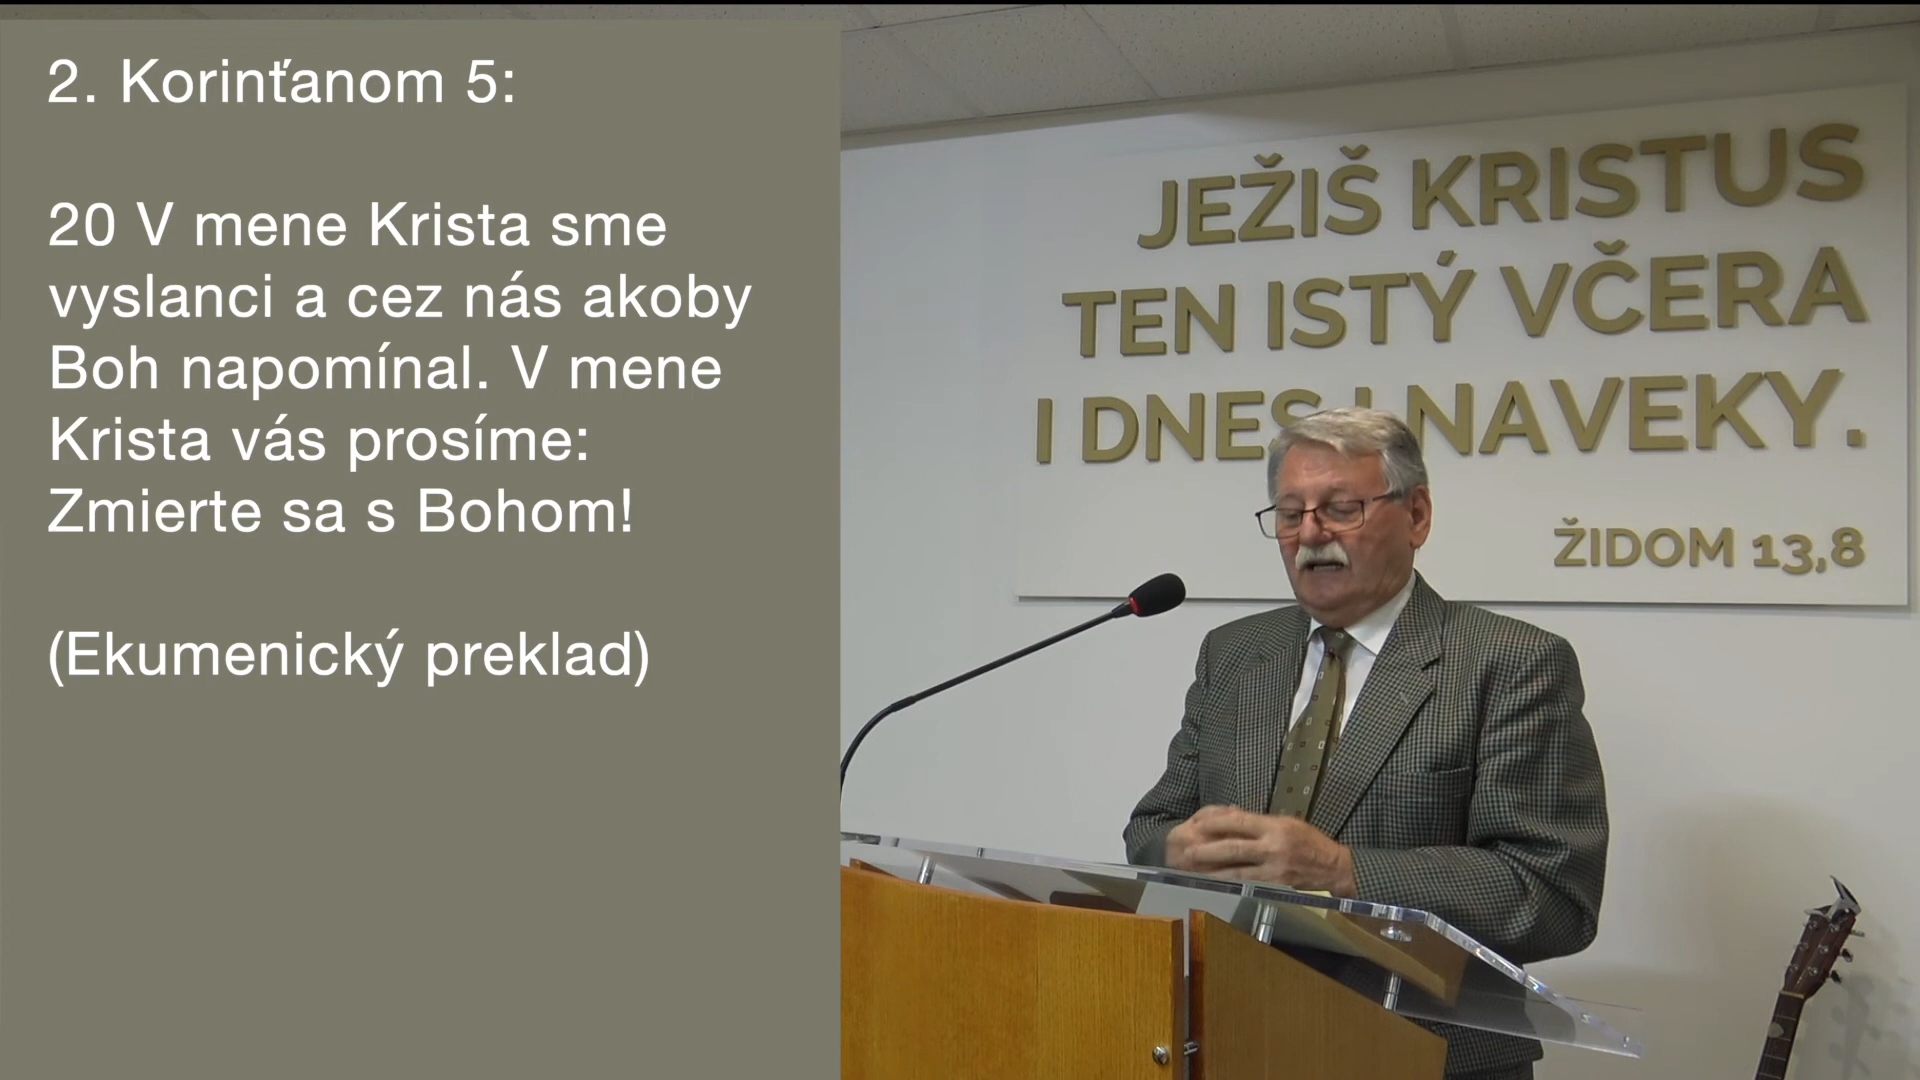 2. Korinťanom 5:
20 V mene Krista sme
vyslanci a cez nás akoby
Boh napomínal. V mene
Krista vás prosíme:
Zmierte sa s Bohom!
(Ekumenický preklad)
JEŽIŠ KRISTUS
TEN ISTÝ VČERA
I DNES I NAVEKY.
ŽIDOM 13,8